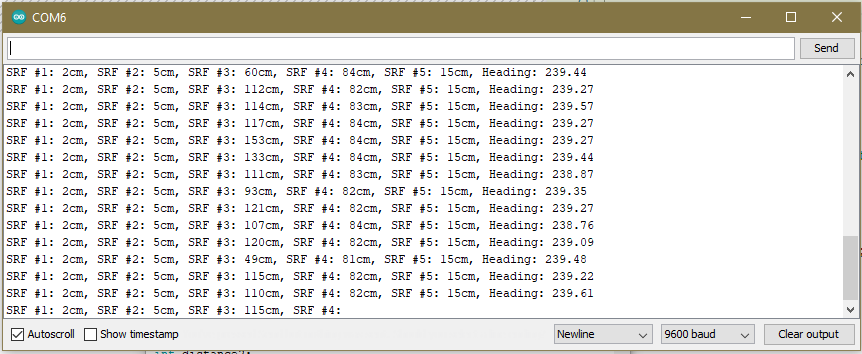 COM6
Send
SRF #1: 2cm, SRF #2: 5cm, SRF #3: 60cm, SRF #4: 84cm, SRF #5: 15cm, Heading: 239.44
SRF #1: 2cm, SRF #2: 5cm, SRF #3: 112cm, SRF #4: 82cm, SRF #5: 15cm, Heading: 239.27
SRF #1: 2cm, SRF #2: 5cm, SRF #3: 114cm, SRF #4: 83cm, SRF #5: 15cm, Heading: 239.57
SRF #1: 2cm, SRF #2: 5cm, SRF #3: 117cm, SRF #4: 84cm, SRF #5: 15cm, Heading: 239.27
SRF #1: 2cm, SRF #2: 5cm, SRF #3: 153cm, SRF #4: 84cm, SRF #5: 15cm, Heading: 239.27
SRF #1: 2cm, SRF #2: 5cm, SRF #3: 133cm, SRF #4: 84cm, SRF #5: 15cm, Heading: 239.44
SRF #1: 2cm, SRF #2: 5cm, SRF #3: 111cm, SRF #4: 83cm, SRF #5: 15cm, Heading: 238.87
SRF #1: 2cm, SRF #2: 5cm, SRF #3: 93cm, SRF #4: 82cm, SRF #5: 15cm, Heading: 239.35
SRF #1: 2cm, SRF #2: 5cm, SRF #3: 121cm, SRF #4: 82cm, SRF #5: 15cm, Heading: 239.27
SRF #1: 2cm, SRF #2: 5cm, SRF #3: 107cm, SRF #4: 84cm, SRF #5: 15cm, Heading: 238.76
SRF #1: 2cm, SRF #2: 5cm, SRF #3: 120cm, SRF #4: 82cm, SRF #5: 15cm, Heading: 239.09
SRF #1: 2cm, SRF #2: 5cm, SRF #3: 49cm, SRF #4: 81cm, SRF #5: 15cm, Heading: 239.48
SRF #1: 2cm, SRF #2: 5cm, SRF #3: 115cm, SRF #4: 82cm, SRF #5: 15cm, Heading: 239.22
SRF #1: 2cm, SRF #2: 5cm, SRF #3: 110cm, SRF #4: 82cm, SRF #5: 15cm, Heading: 239.61
SRF #1: 2cm, SRF #2: 5cm, SRF #3: 115cm, SRF #4:
Autoscroll Show timestamp Newline 9600 baud Clear output